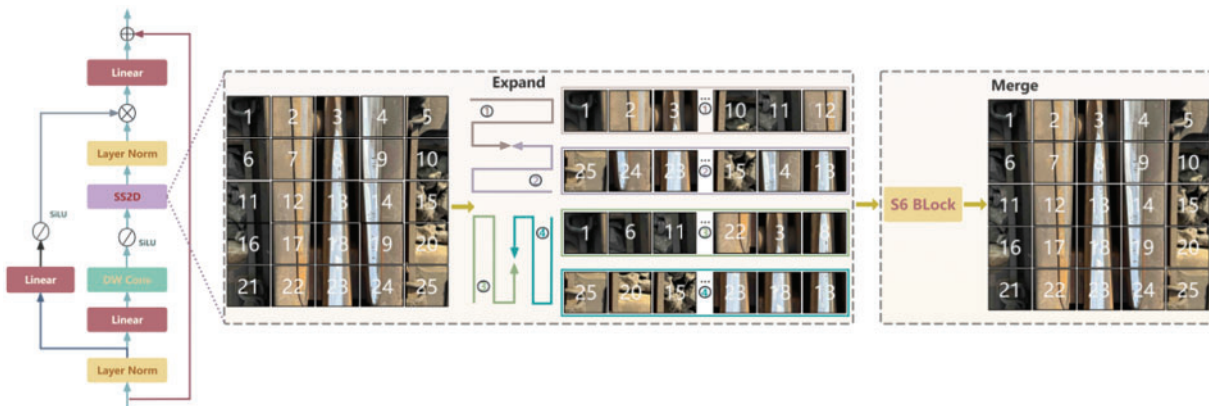 Linear
Layer Norm
SS2D
SiLU
SiLU
Linear
DW Conv
Linear
Layer Norm
Expand
1 2 3 4 5
6 7 8 9 10
11 12 13 14 15
16 17 18 19 20
21 22 23 24 25
①
②
③
④
1 2 3 ... ① 10 11 12
25 24 23 ... ② 15 4 13
1 6 11 ... ③ 22 3 8
25 20 15 ... ④ 23 18 13
S6 BLock
Merge
1 2 3 4 5
6 7 8 9 10
11 12 13 14 15
16 17 18 19 20
21 22 23 24 25